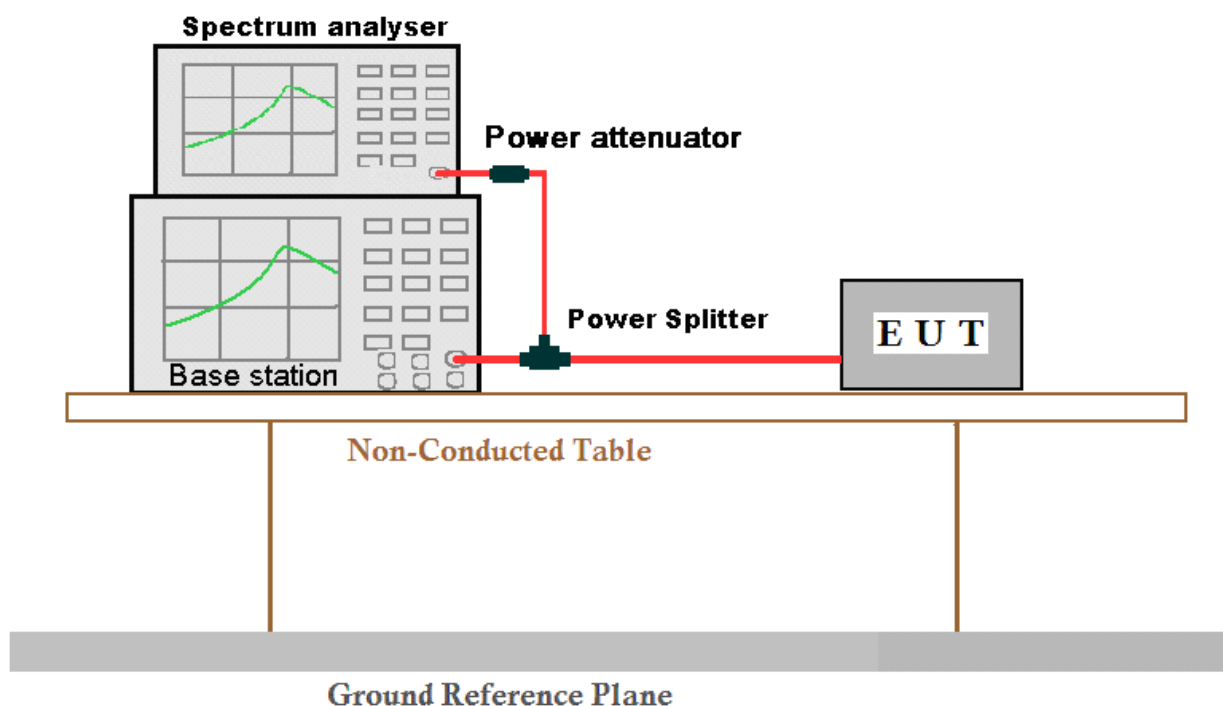 Spectrum analyser
Power attenuator
Power Splitter
E U T
Base station
Non-Conducted Table
Ground Reference Plane